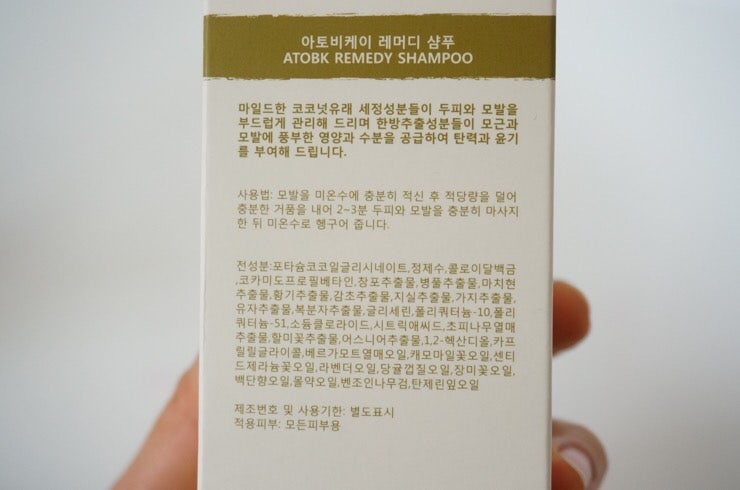 아토비케이 레머디 샴푸
ATOBK REMEDY SHAMPOO
마일드한 코코넛유래 세정성분들이 두피와 모발을
부드럽게 관리해 드리며 한방추출성분들이 모근과
모발에 풍부한 영양과 수분을 공급하여 탄력과 윤기
를 부여해 드립니다.
사용법: 모발을 미온수에 충분히 적신 후 적당량을 덜어
충분한 거품을 내어 2~3분 두피와 모발을 충분히 마사지
한 뒤 미온수로 헹구어 줍니다.
전성분:포타슘코코일글리시네이트,정제수,콜로이달백금
,코카미도프로필베타인,창포추출물,병풀추출물,마치현
추출물,황기추출물,감초추출물,지실추출물,가지추출물,
유자추출물,복분자추출물,글리세린,폴리쿼터늄-10,폴리
쿼터늄-51,소듐클로라이드,시트릭애씨드,초피나무열매
추출물,할미꽃추출물,어스니어추출물,1,2-헥산디올,카프
릴릴글라이콜,베르가모트열매오일,캐모마일꽃오일,센티
드제라늄꽃오일,라벤더오일,당귤껍질오일,장미꽃오일,
백단향오일,몰약오일,벤조인나무검,탄제린잎오일
제조번호 및 사용기한: 별도표시
적용피부: 모든피부용